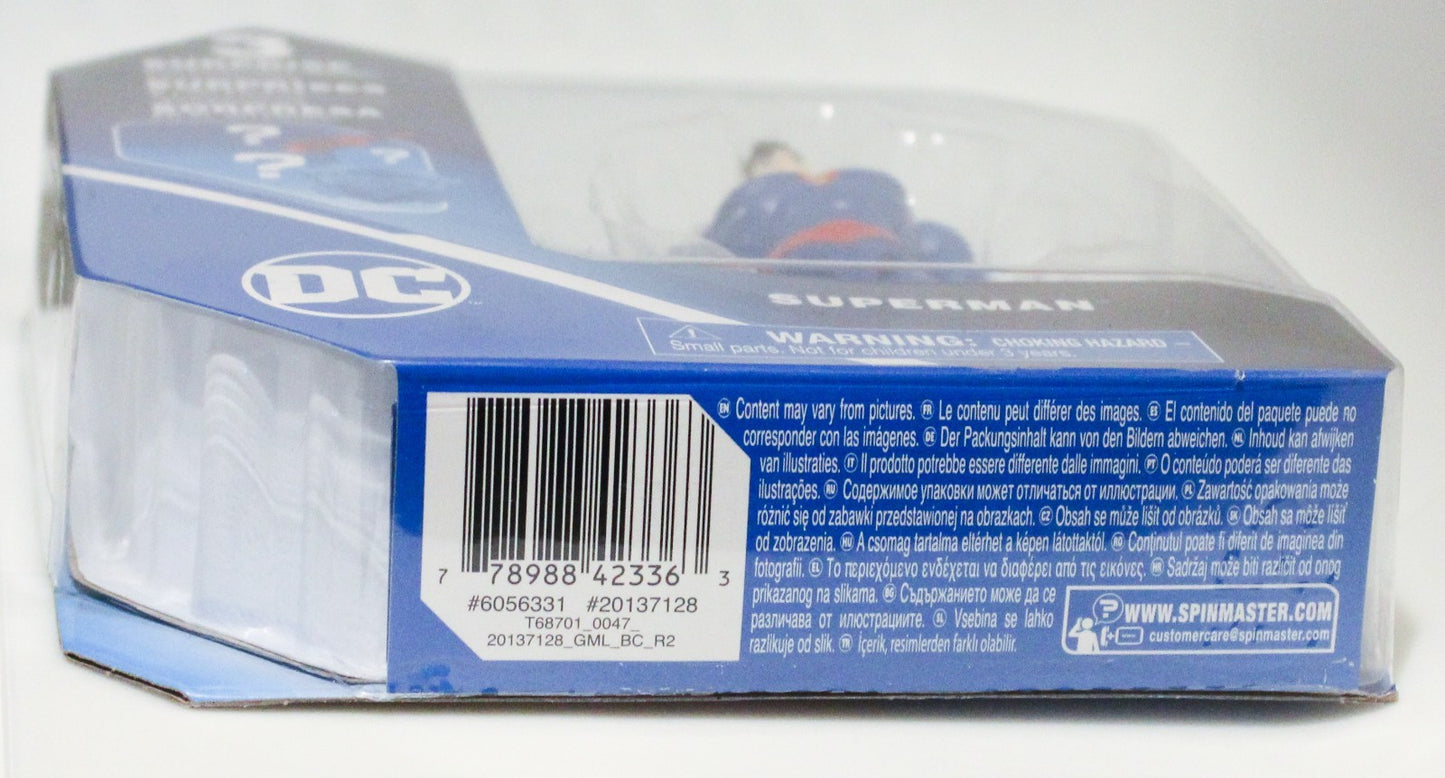 3
SURPRISES
SORPRESA
? ? ?
DC™
SUPERMAN
WARNING: CHOKING HAZARD –
Small parts. Not for children under 3 years.
EN Content may vary from pictures. FR Le contenu peut différer des images. ES El contenido del paquete puede no
corresponder con las imágenes. DE Der Packungsinhalt kann von den Bildern abweichen. NL Inhoud kan afwijken
van illustraties. IT Il prodotto potrebbe essere differente dalle immagini. PT O conteúdo poderá ser diferente das
ilustrações. RU Содержимое упаковки может отличаться от иллюстрации. PL Zawartość opakowania może
różnić się od zabawki przedstawionej na obrazkach. CZ Obsah se může lišit od obrázků. SK Obsah sa môže líšiť
od zobrazenia. HU A csomag tartalma eltérhet a képen látottaktól. RO Conținutul poate fi diferit de imaginea din
fotografii. EL Το περιεχόμενο ενδέχεται να διαφέρει από τις εικόνες. HR Sadržaj može biti različit od onog
prikazanog na slikama. BG Съдържанието може да се
различава от илюстрациите. SL Vsebina se lahko
razlikuje od slik. TR İçerik, resimlerden farklı olabilir.
WWW.SPINMASTER.COM
customercare@spinmaster.com
7 78988 42336 3
#6056331 #20137128
T68701_0047_
20137128_GML_BC_R2